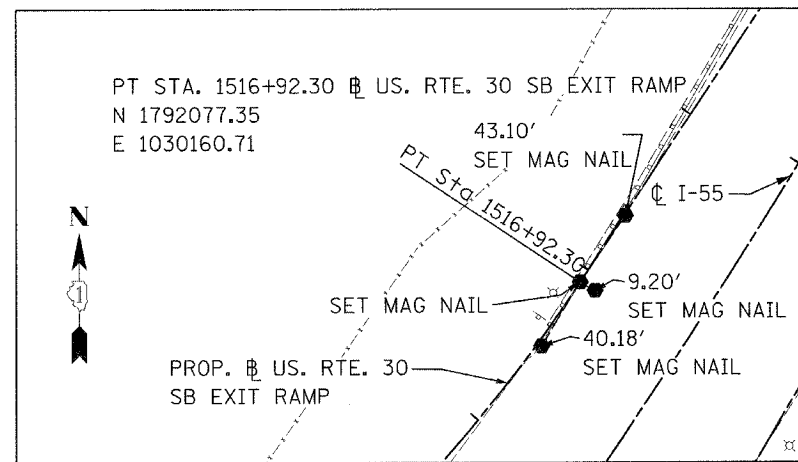 PT STA. 1516+92.30 ⅊ US. RTE. 30 SB EXIT RAMP
N 1792077.35
E 1030160.71
43.10'
SET MAG NAIL
PT Sta 1516+92.30
℄ I-55
N
1
SET MAG NAIL
9.20'
SET MAG NAIL
40.18'
SET MAG NAIL
PROP. ⅊ US. RTE. 30
SB EXIT RAMP